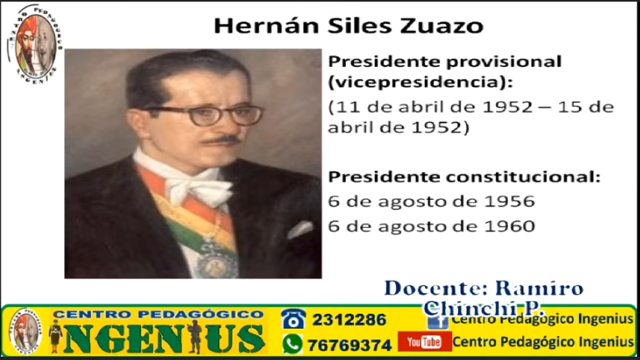 Hernán Siles Zuazo
Presidente provisional
(vicepresidencia):
(11 de abril de 1952 – 15 de
abril de 1952)
Presidente constitucional:
6 de agosto de 1956
6 de agosto de 1960
Docente: Ramiro
Chinchi P.
CENTRO PEDAGÓGICO
INGENIUS
2312286
76769374
Centro Pedagógico Ingenius
YouTube Centro Pedagógico Ingenius